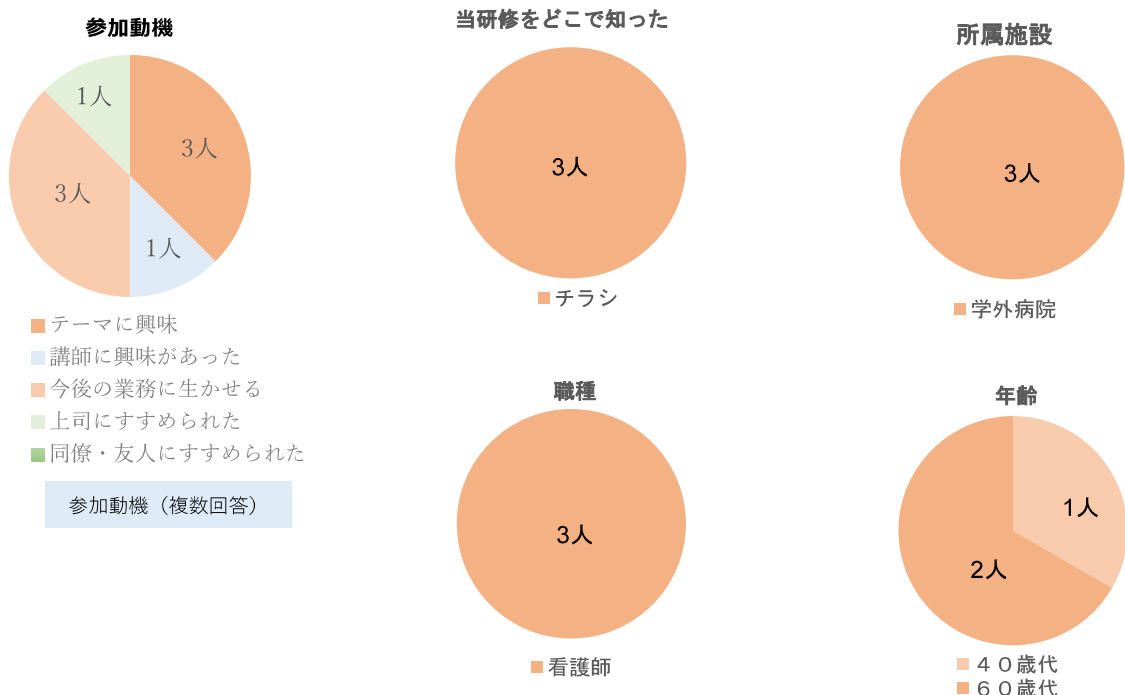 参加動機
1人
3人
3人
1人
テーマに興味
講師に興味があった
今後の業務に生かせる
上司にすすめられた
同僚・友人にすすめられた
参加動機（複数回答）
当研修をどこで知った
3人
チラシ
所属施設
3人
学外病院
職種
3人
看護師
年齢
1人
2人
４０歳代
６０歳代